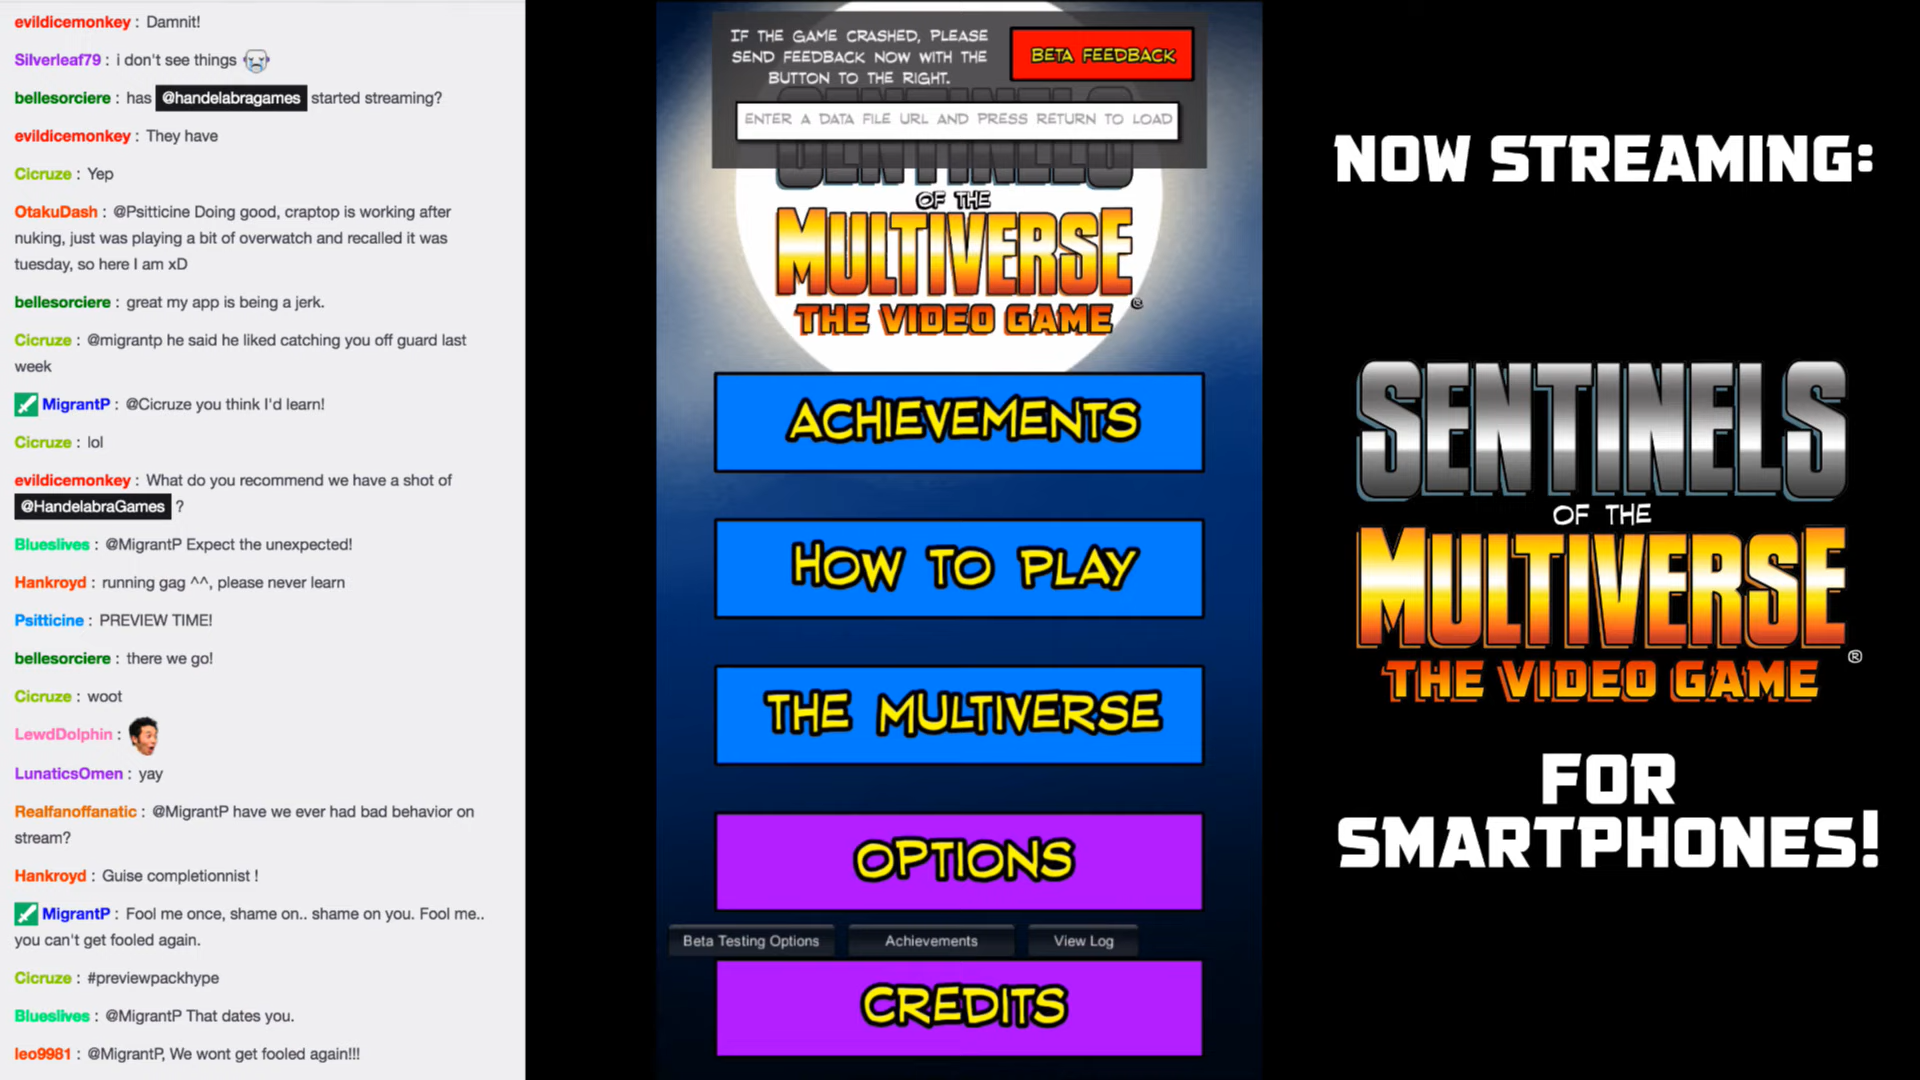 evildicemonkey : Damnit!
Silverleaf79 : i don't see things
bellesorciere : has @handelabragames started streaming?
evildicemonkey : They have
Cicruze : Yep
OtakuDash : @Psitticine Doing good, craptop is working after
nuking, just was playing a bit of overwatch and recalled it was
tuesday, so here I am xD
bellesorciere : great my app is being a jerk.
Cicruze : @migrantp he said he liked catching you off guard last
week
MigrantP : @Cicruze you think I'd learn!
Cicruze : lol
evildicemonkey : What do you recommend we have a shot of
@HandelabraGames ?
Blueslives : @MigrantP Expect the unexpected!
Hankroyd : running gag ^^, please never learn
Psitticine : PREVIEW TIME!
bellesorciere : there we go!
Cicruze : woot
LewdDolphin :
LunaticsOmen : yay
Realfanoffanatic : @MigrantP have we ever had bad behavior on
stream?
Hankroyd : Guise completionnist !
MigrantP : Fool me once, shame on.. shame on you. Fool me..
you can't get fooled again.
Cicruze : #previewpackhype
Blueslives : @MigrantP That dates you.
leo9981 : @MigrantP, We wont get fooled again!!!
IF THE GAME CRASHED, PLEASE
SEND FEEDBACK NOW WITH THE
BUTTON TO THE RIGHT.
BETA FEEDBACK
ENTER A DATA FILE URL AND PRESS RETURN TO LOAD
SENTINELS
OF THE
MULTIVERSE
®
THE VIDEO GAME
ACHIEVEMENTS
HOW TO PLAY
THE MULTIVERSE
OPTIONS
Beta Testing Options
Achievements
View Log
CREDITS
NOW STREAMING:
SENTINELS
OF THE
MULTIVERSE
®
THE VIDEO GAME
FOR
SMARTPHONES!